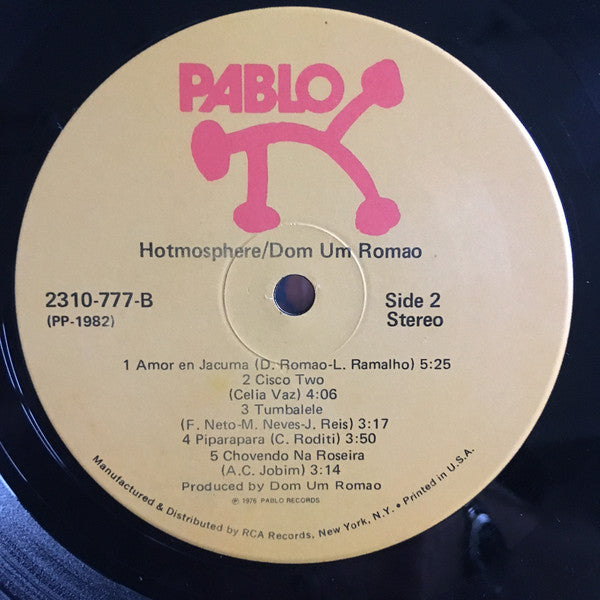 PABLO
Hotmosphere/Dom Um Romao
2310-777-B
(PP-1982)
Side 2
Stereo
1 Amor en Jacuma (D. Romao-L. Ramalho) 5:25
2 Cisco Two
(Celia Vaz) 4:06
3 Tumbalele
(F. Neto-M. Neves-J. Reis) 3:17
4 Piparapara (C. Roditi) 3:50
5 Chovendo Na Roseira
(A.C. Jobim) 3:14
Produced by Dom Um Romao
℗ 1976 PABLO RECORDS
Manufactured & Distributed by RCA Records, New York, N.Y. • Printed in U.S.A.